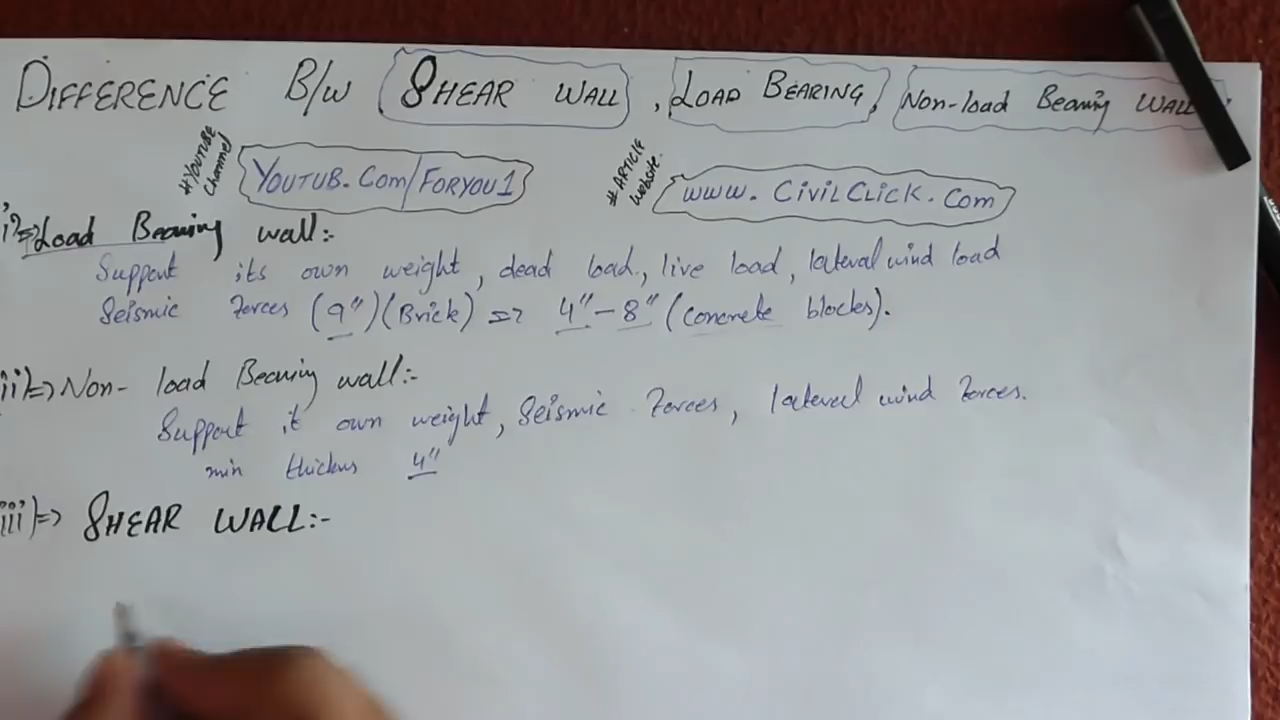 DIFFERENCE B/W SHEAR WALL, LOAD BEARING, Non-load Bearing WALL
#YOUTUBE Channel YOUTUB.Com/FORYOU1 #ARTICLE Website. www.CIVILCLICK.Com
i)=> Load Bearing wall:-
Support its own weight, dead load, live load, lateral wind load
Seismic Forces (9") (Brick) => 4"-8" (concrete blocks).
ii)=> Non-load Bearing wall:-
Support it own weight, Seismic Forces, lateral wind Forces.
min thicknes 4"
iii)=> SHEAR WALL:-